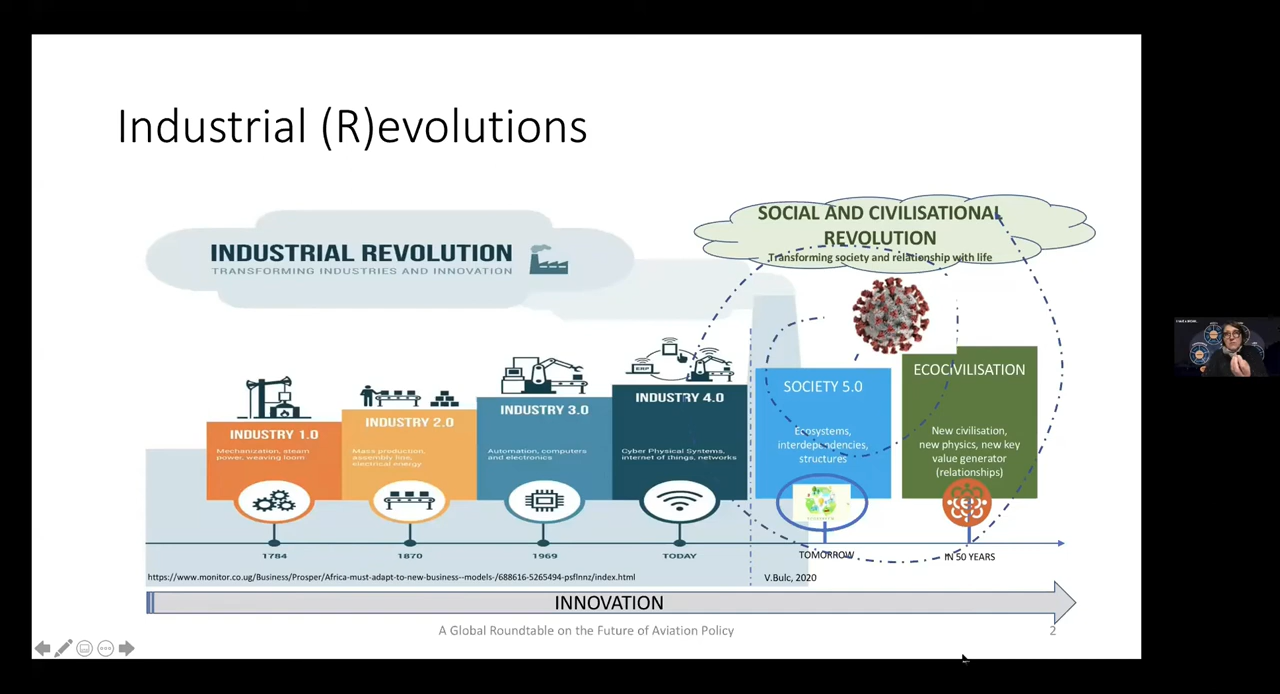 Industrial (R)evolutions
INDUSTRIAL REVOLUTION
TRANSFORMING INDUSTRIES AND INNOVATION
SOCIAL AND CIVILISATIONAL
REVOLUTION
Transforming society and relationship with life
INDUSTRY 1.0
Mechanization, steam
power, weaving loom
1784
INDUSTRY 2.0
Mass production,
assembly line,
electrical energy
1870
INDUSTRY 3.0
Automation, computers
and electronics
1969
ERP
INDUSTRY 4.0
Cyber Physical Systems,
internet of things, networks
TODAY
SOCIETY 5.0
Ecosystems,
interdependencies,
structures
TOMORROW
ECOCIVILISATION
New civilisation,
new physics, new key
value generator
(relationships)
IN 50 YEARS
https://www.monitor.co.ug/Business/Prosper/Africa-must-adapt-to-new-business--models-/688616-5265494-psflnnz/index.html
V.Bulc, 2020
INNOVATION
A Global Roundtable on the Future of Aviation Policy
2